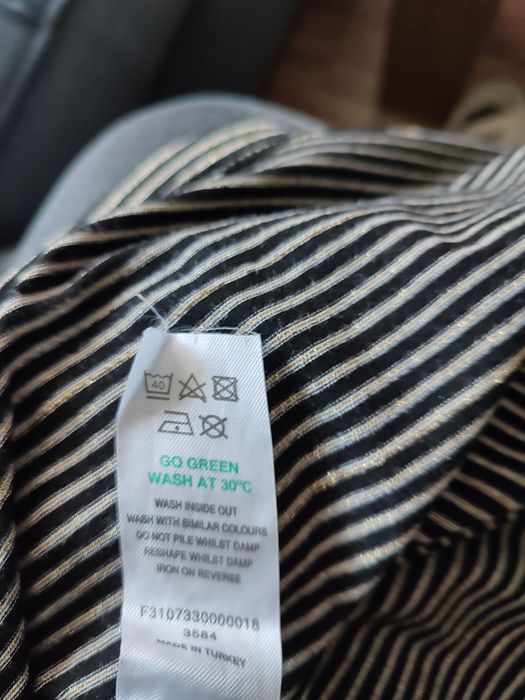 40
GO GREEN
WASH AT 30°C
WASH INSIDE OUT
WASH WITH SIMILAR COLOURS
DO NOT PILE WHILST DAMP
RESHAPE WHILST DAMP
IRON ON REVERSE
F3107330000018
3584
MADE IN TURKEY